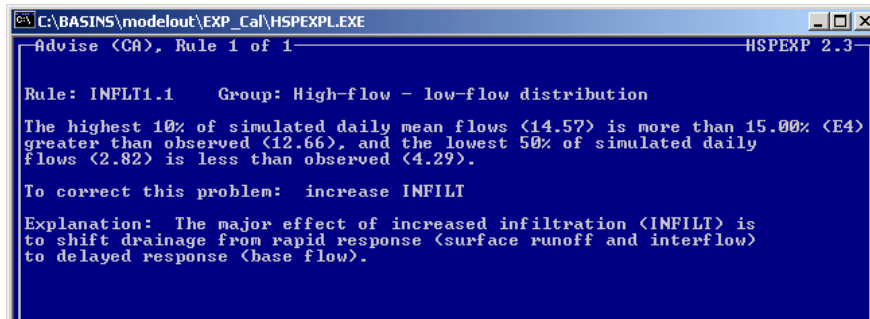 C:\BASINS\modelout\EXP_Cal\HSPEXPL.EXE
Advise (CA), Rule 1 of 1 HSPEXP 2.3
Rule: INFLT1.1 Group: High-flow - low-flow distribution
The highest 10% of simulated daily mean flows (14.57) is more than 15.00% (E4)
greater than observed (12.66), and the lowest 50% of simulated daily
flows (2.82) is less than observed (4.29).
To correct this problem: increase INFILT
Explanation: The major effect of increased infiltration (INFILT) is
to shift drainage from rapid response (surface runoff and interflow)
to delayed response (base flow).